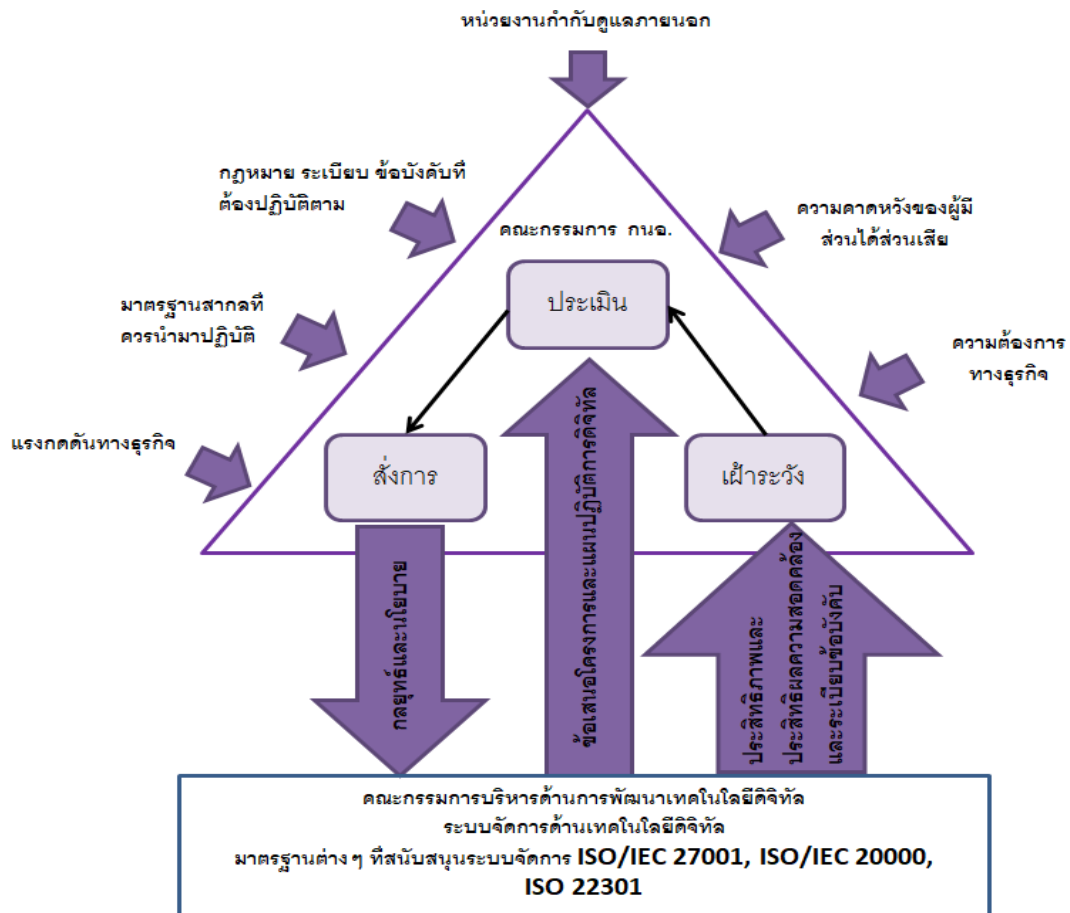 หน่วยงานกำกับดูแลภายนอก
กฎหมาย ระเบียบ ข้อบังคับที่
ต้องปฏิบัติตาม
ความคาดหวังของผู้มี
ส่วนได้ส่วนเสีย
คณะกรรมการ กนอ.
ประเมิน
มาตรฐานสากลที่
ควรนำมาปฏิบัติ
ความต้องการ
ทางธุรกิจ
แรงกดดันทางธุรกิจ
สั่งการ
เฝ้าระวัง
กลยุทธ์และนโยบาย
ข้อเสนอโครงการและแผนปฏิบัติการดิจิทัล
ประสิทธิภาพและ
ประสิทธิผลความสอดคล้อง
และระเบียบข้อบังคับ
คณะกรรมการบริหารด้านการพัฒนาเทคโนโลยีดิจิทัล
ระบบจัดการด้านเทคโนโลยีดิจิทัล
มาตรฐานต่างๆ ที่สนับสนุนระบบจัดการ ISO/IEC 27001, ISO/IEC 20000,
ISO 22301